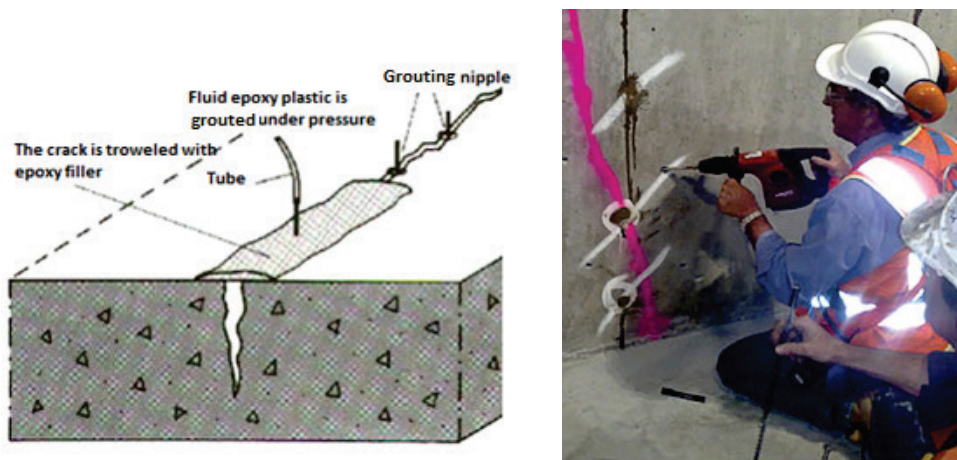 Grouting nipple
Fluid epoxy plastic is
grouted under pressure
The crack is troweled with
epoxy filler
Tube